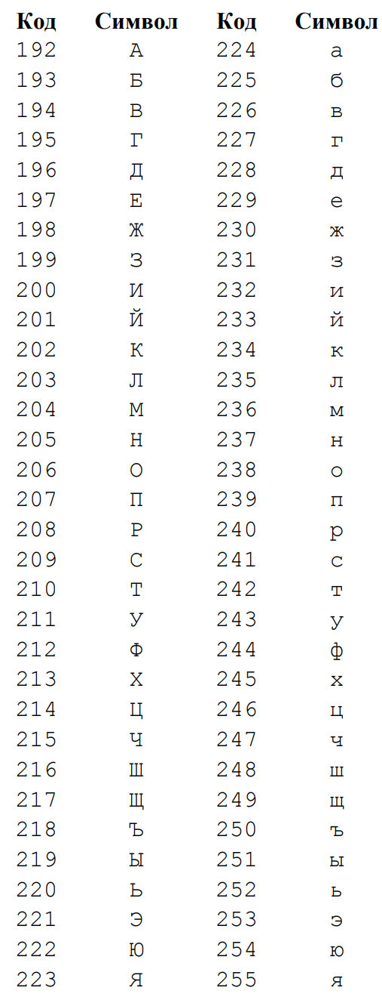 Код Символ Код Символ
192 А 224 а
193 Б 225 б
194 В 226 в
195 Г 227 г
196 Д 228 д
197 Е 229 е
198 Ж 230 ж
199 З 231 з
200 И 232 и
201 Й 233 й
202 К 234 к
203 Л 235 л
204 М 236 м
205 Н 237 н
206 О 238 о
207 П 239 п
208 Р 240 р
209 С 241 с
210 Т 242 т
211 У 243 у
212 Ф 244 ф
213 Х 245 х
214 Ц 246 ц
215 Ч 247 ч
216 Ш 248 ш
217 Щ 249 щ
218 Ъ 250 ъ
219 Ы 251 ы
220 Ь 252 ь
221 Э 253 э
222 Ю 254 ю
223 Я 255 я